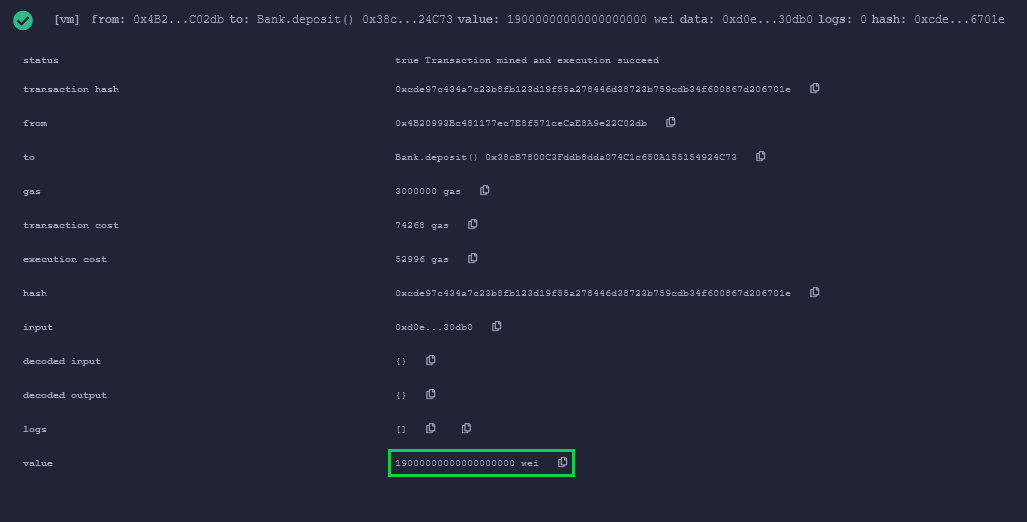 [vm] from: 0x4B2...C02db to: Bank.deposit() 0x38c...24C73 value: 19000000000000000000 wei data: 0xd0e...30db0 logs: 0 hash: 0xcde...6701e
status true Transaction mined and execution succeed
transaction hash 0xcde97c434a7c23b8fb123d19f55a278446d38723b759cdb34f600867d206701e
from 0x4B20993Bc481177ec7E8f571ceCaE8A9e22C02db
to Bank.deposit() 0x38cB7800C3Fddb8dda074C1c650A155154924C73
gas 3000000 gas
transaction cost 74268 gas
execution cost 52996 gas
hash 0xcde97c434a7c23b8fb123d19f55a278446d38723b759cdb34f600867d206701e
input 0xd0e...30db0
decoded input {}
decoded output {}
logs []
value 19000000000000000000 wei